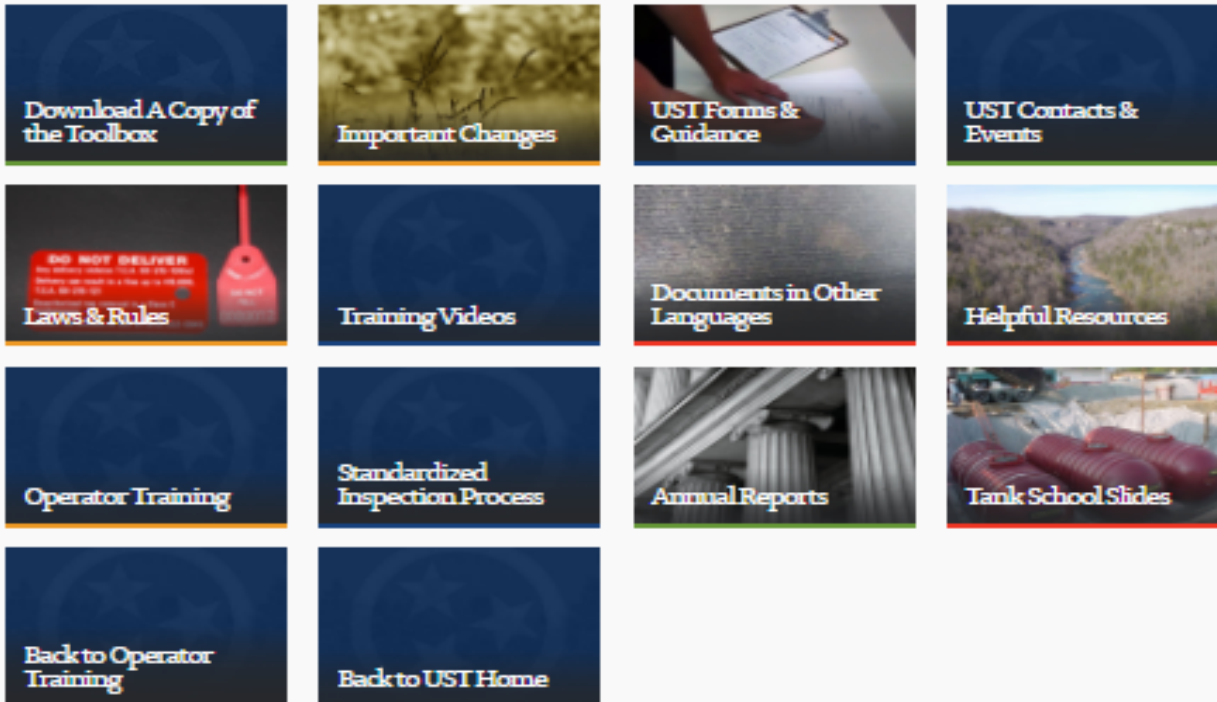 Download A Copy of
the Toolbox
Important Changes
UST Forms &
Guidance
UST Contacts &
Events
DO NOT DELIVER
Laws & Rules
Training Videos
Documents in Other
Languages
Helpful Resources
Operator Training
Standardized
Inspection Process
Annual Reports
Tank School Slides
Back to Operator
Training
Back to UST Home